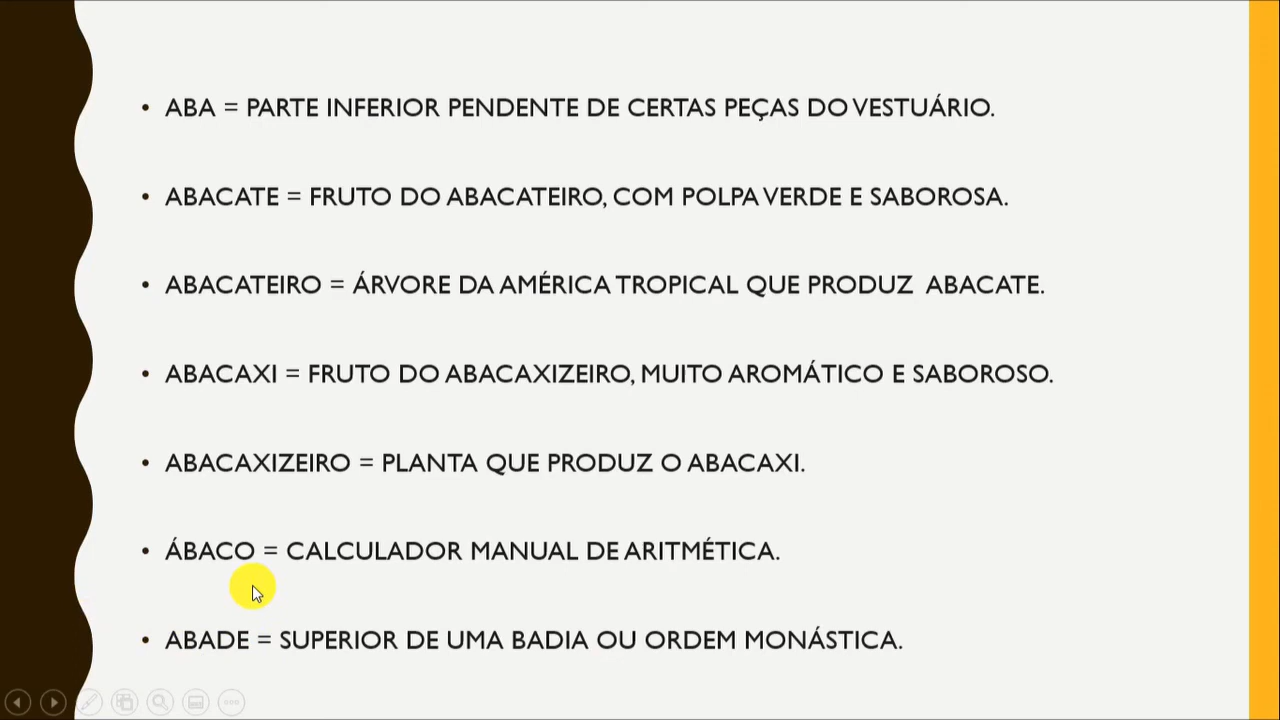 • ABA = PARTE INFERIOR PENDENTE DE CERTAS PEÇAS DO VESTUÁRIO.
• ABACATE = FRUTO DO ABACATEIRO, COM POLPA VERDE E SABOROSA.
• ABACATEIRO = ÁRVORE DA AMÉRICA TROPICAL QUE PRODUZ  ABACATE.
• ABACAXI = FRUTO DO ABACAXIZEIRO, MUITO AROMÁTICO E SABOROSO.
• ABACAXIZEIRO = PLANTA QUE PRODUZ O ABACAXI.
• ÁBACO = CALCULADOR MANUAL DE ARITMÉTICA.
• ABADE = SUPERIOR DE UMA BADIA OU ORDEM MONÁSTICA.